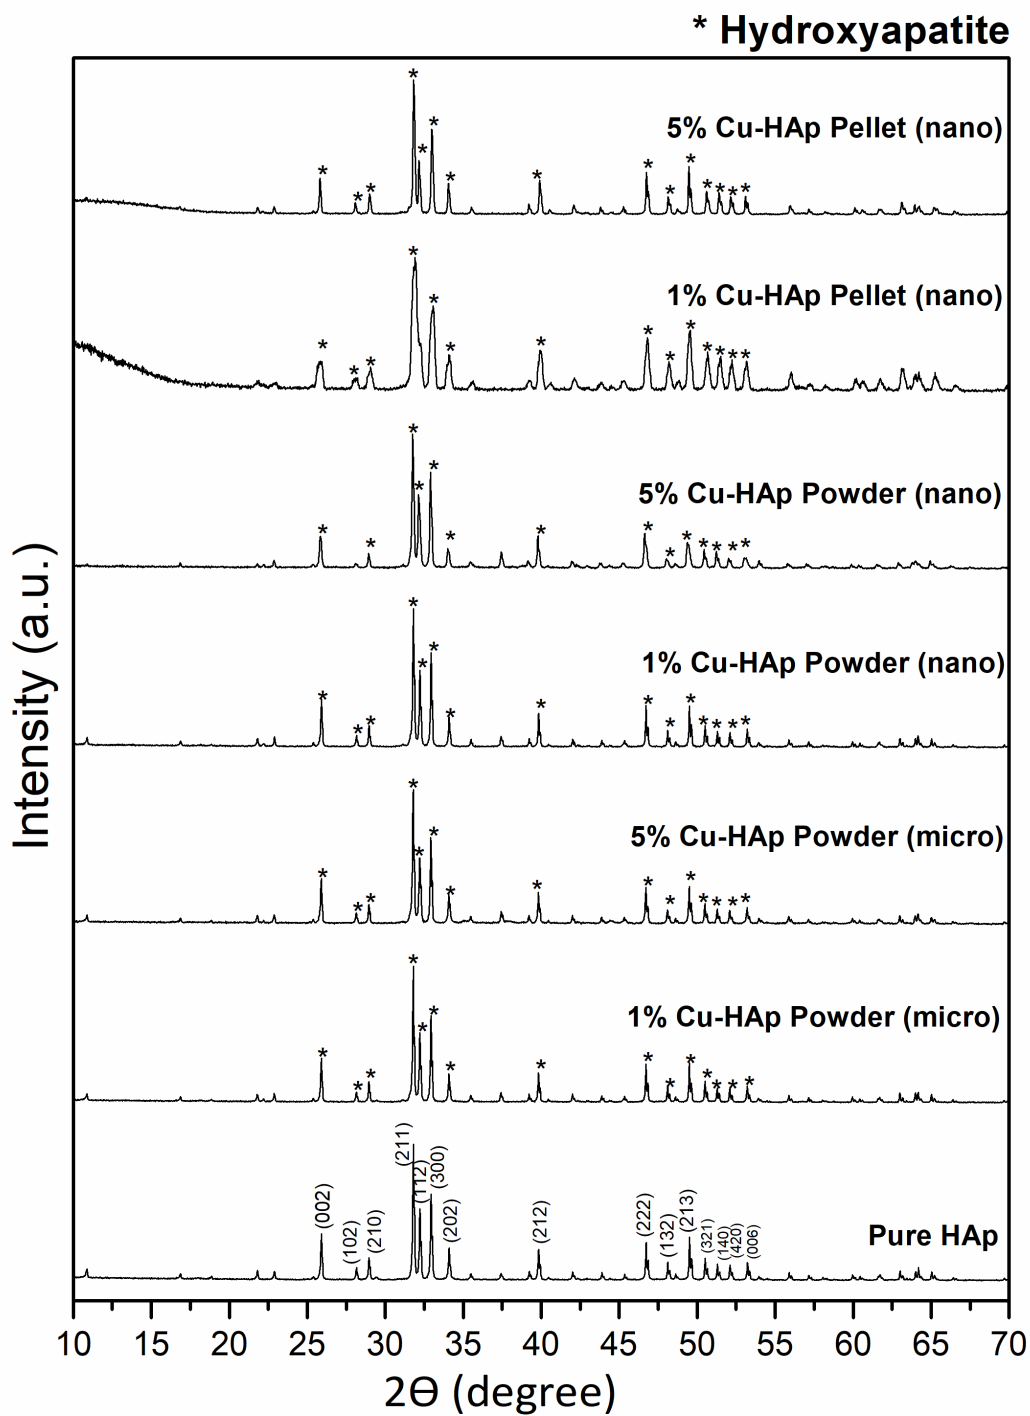 * Hydroxyapatite
5% Cu-HAp Pellet (nano)
* * * * * * * * * * * * * * *
1% Cu-HAp Pellet (nano)
* * * * * * * * * * * * * *
5% Cu-HAp Powder (nano)
* * * * * * * * * * * * * *
1% Cu-HAp Powder (nano)
* * * * * * * * * * * * * * *
5% Cu-HAp Powder (micro)
* * * * * * * * * * * * * * *
1% Cu-HAp Powder (micro)
* * * * * * * * * * * * * * *
Pure HAp
(002) (102) (210) (211) (112) (300) (202) (212) (222) (132) (213) (321) (140) (420) (006)
Intensity (a.u.)
10 15 20 25 30 35 40 45 50 55 60 65 70
2Θ (degree)